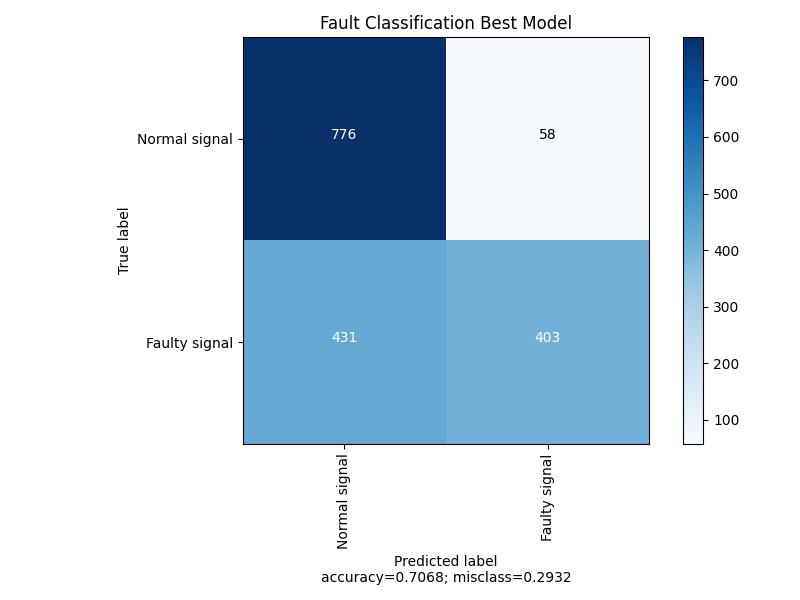 Fault Classification Best Model
Normal signal
Faulty signal
True label
776
58
431
403
700
600
500
400
300
200
100
Normal signal
Faulty signal
Predicted label
accuracy=0.7068; misclass=0.2932